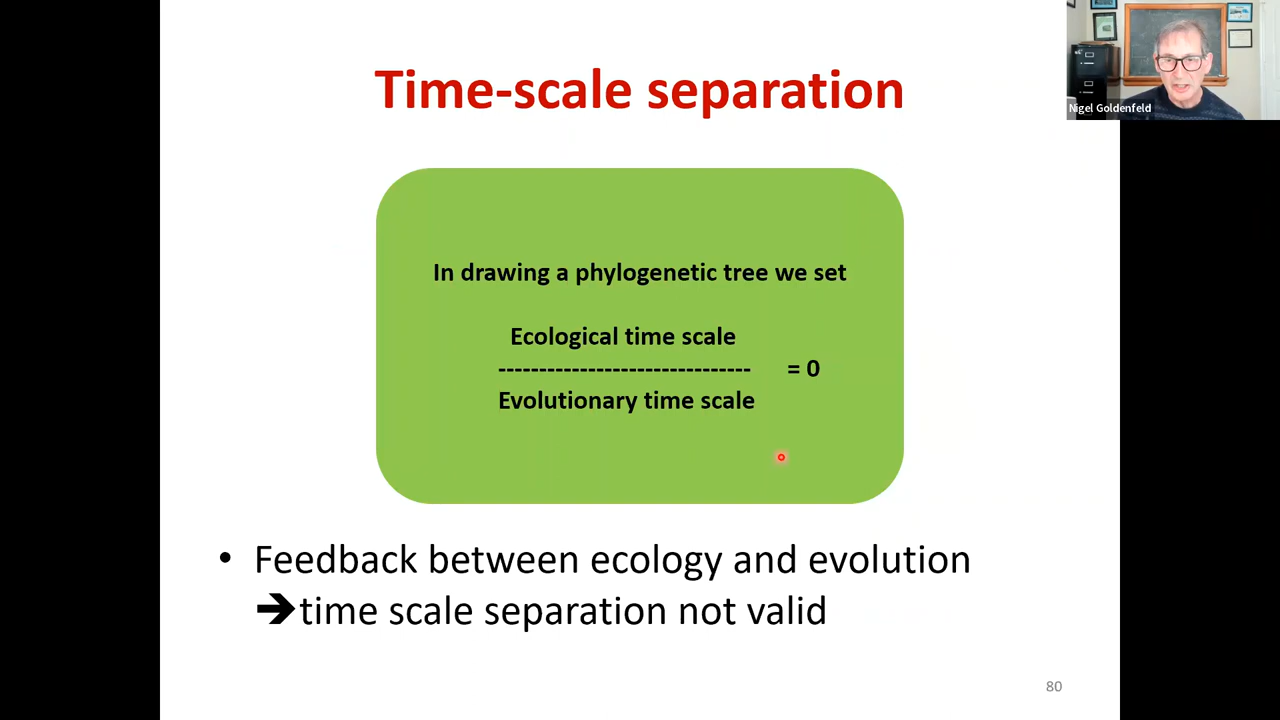 Time-scale separation
Nigel Goldenfeld
In drawing a phylogenetic tree we set
Ecological time scale
------------------------------- = 0
Evolutionary time scale
• Feedback between ecology and evolution
➔time scale separation not valid
80